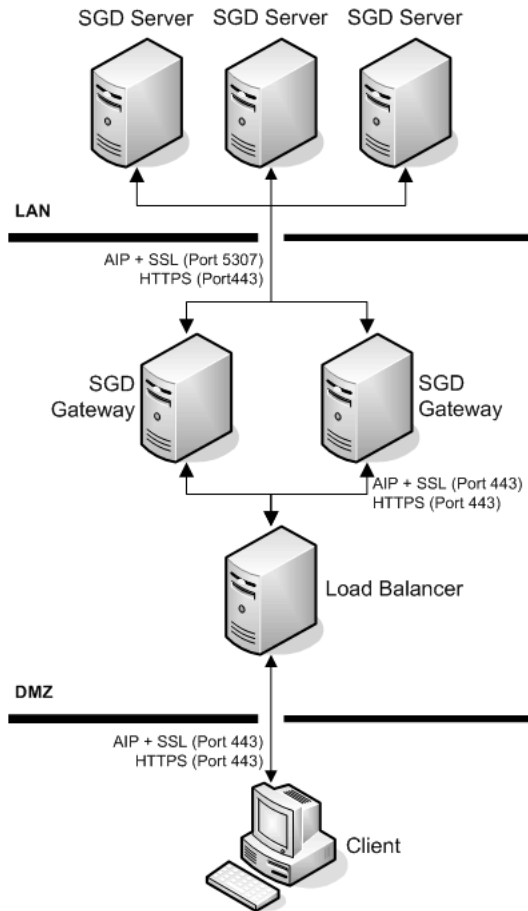 SGD Server
SGD Server
SGD Server
LAN
AIP + SSL (Port 5307)
HTTPS (Port443)
SGD
Gateway
SGD
Gateway
AIP + SSL (Port 443)
HTTPS (Port 443)
Load Balancer
DMZ
AIP + SSL (Port 443)
HTTPS (Port 443)
Client